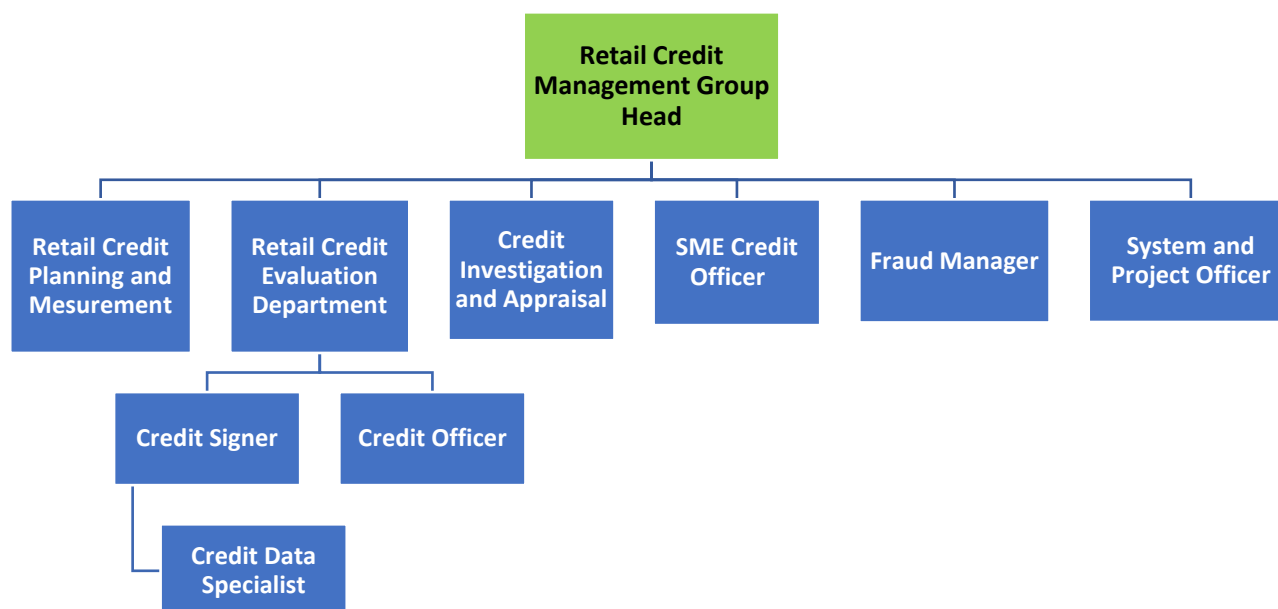 Retail Credit
Management Group
Head
Retail Credit
Planning and
Mesurement
Retail Credit
Evaluation
Department
Credit
Investigation
and Appraisal
SME Credit
Officer
Fraud Manager
System and
Project Officer
Credit Signer
Credit Officer
Credit Data
Specialist